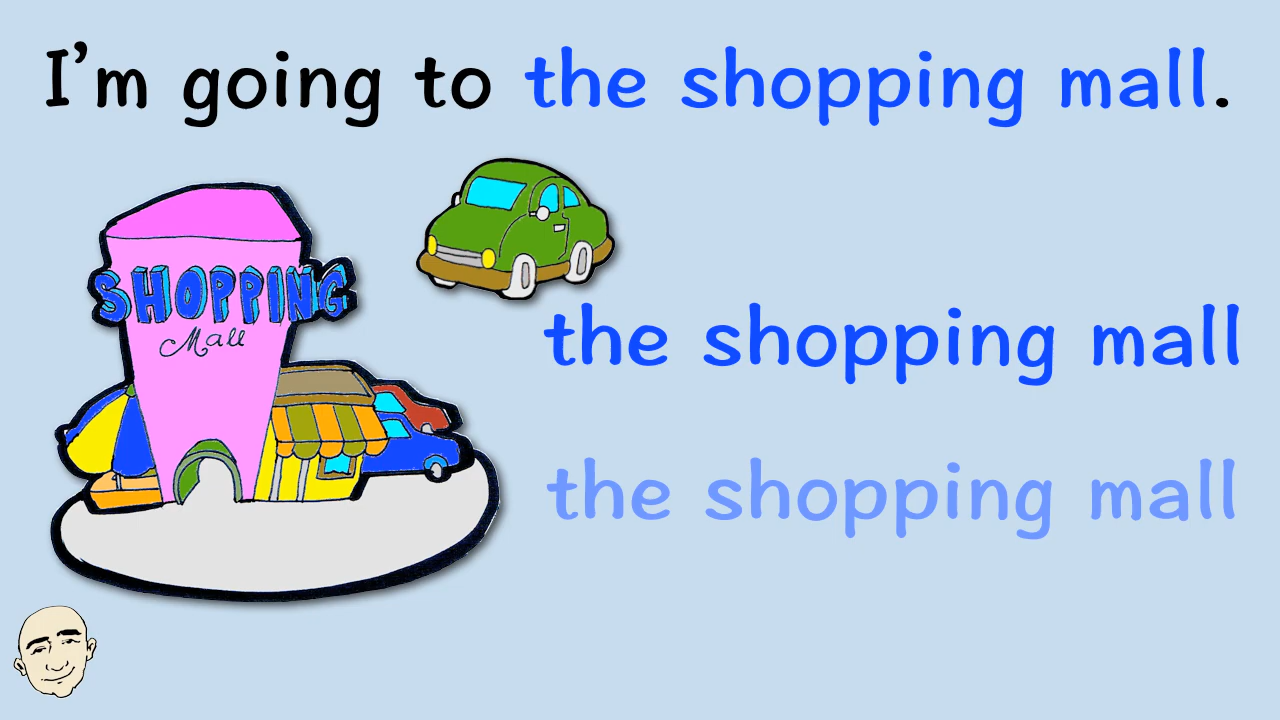 I'm going to the shopping mall.
SHOPPING
Mall
the shopping mall
the shopping mall